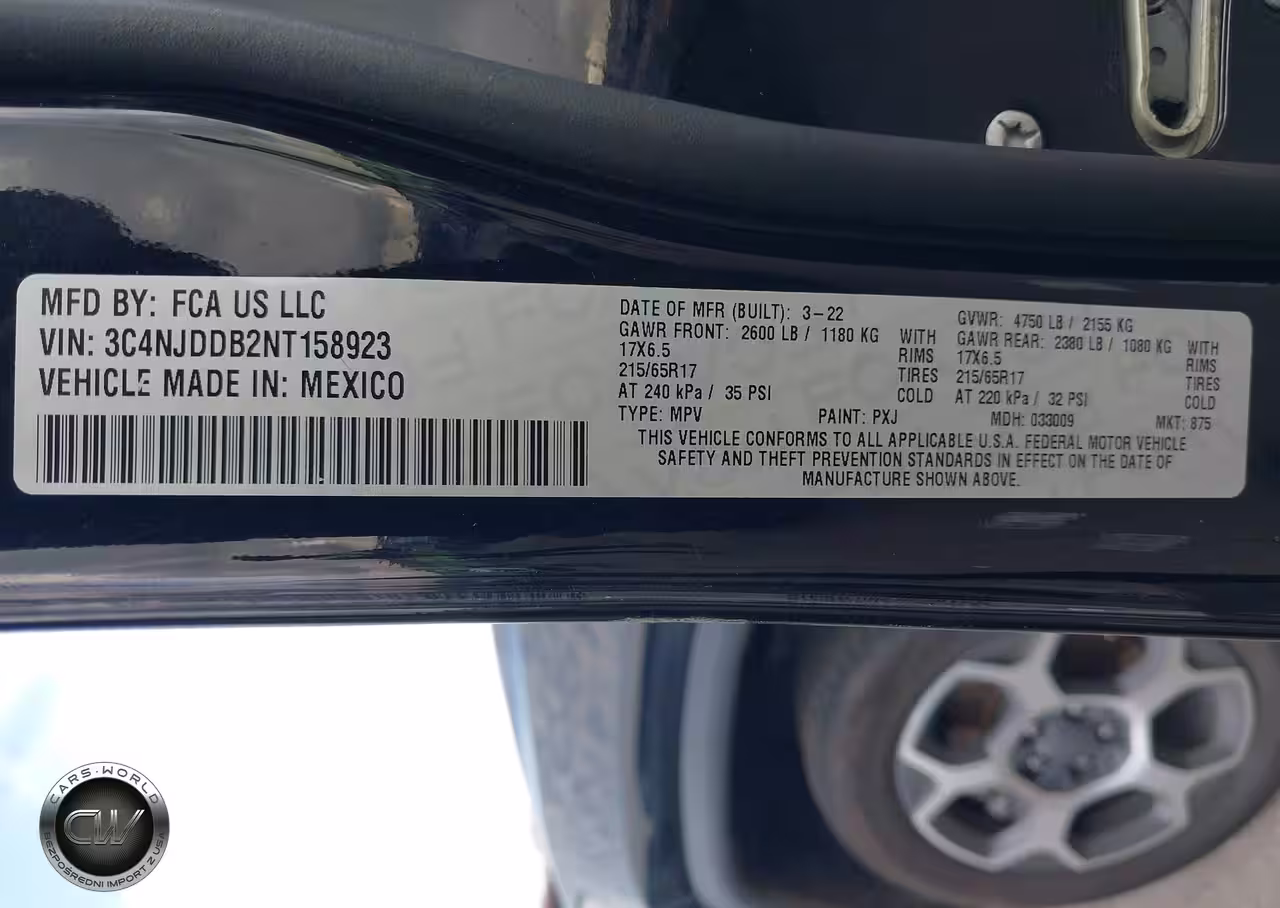 MFD BY: FCA US LLC
VIN: 3C4NJDDB2NT158923
VEHICLE MADE IN: MEXICO
DATE OF MFR (BUILT): 3-22
GVWR: 4750 LB / 2155 KG
GAWR FRONT: 2600 LB / 1180 KG WITH
GAWR REAR: 2380 LB / 1080 KG WITH
17X6.5 RIMS
17X6.5 RIMS
215/65R17 TIRES
215/65R17 TIRES
AT 240 kPa / 35 PSI COLD
AT 220 kPa / 32 PSI COLD
TYPE: MPV PAINT: PXJ MDH: 033009 MKT: 875
THIS VEHICLE CONFORMS TO ALL APPLICABLE U.S.A. FEDERAL MOTOR VEHICLE
SAFETY AND THEFT PREVENTION STANDARDS IN EFFECT ON THE DATE OF
MANUFACTURE SHOWN ABOVE.
CARS-WORLD
CW
BEZPOŚREDNI IMPORT Z USA